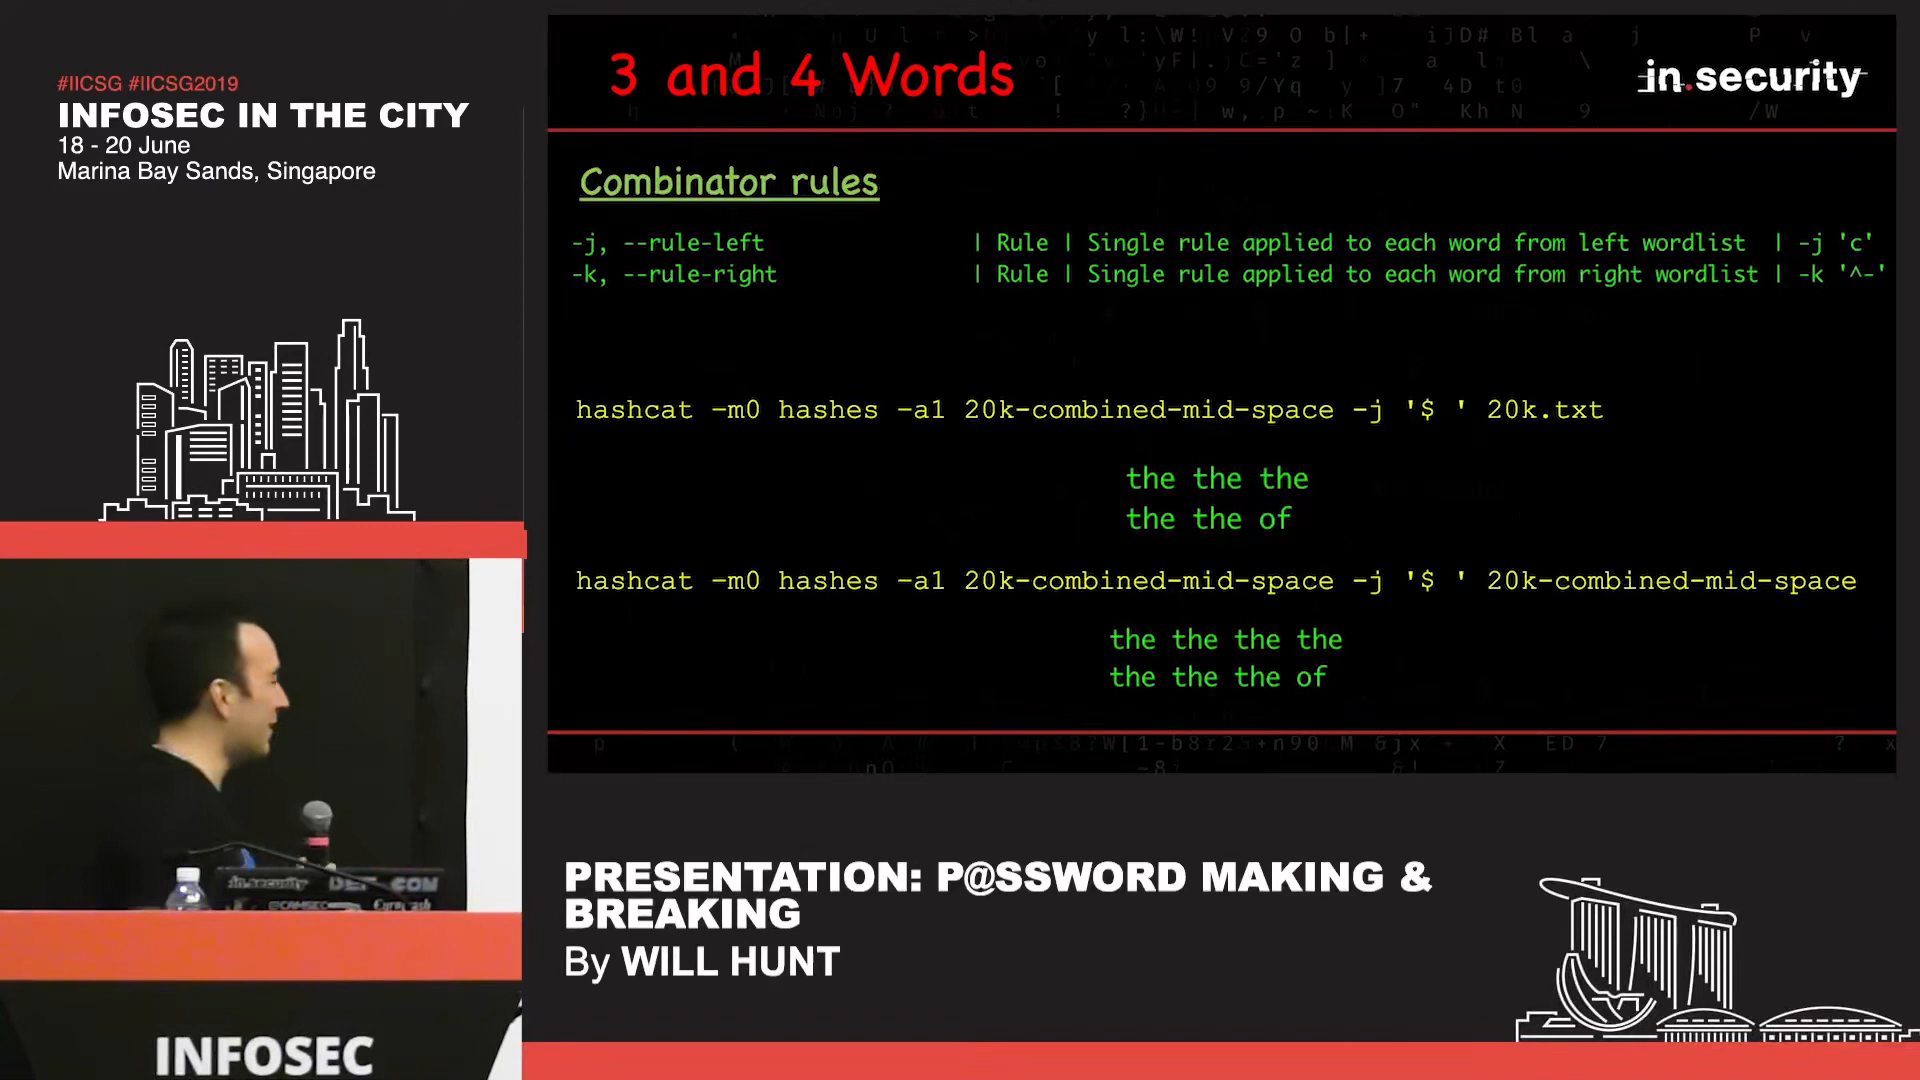 #IICSG #IICSG2019
INFOSEC IN THE CITY
18 - 20 June
Marina Bay Sands, Singapore
3 and 4 Words
in.security
Combinator rules
-j, --rule-left | Rule | Single rule applied to each word from left wordlist | -j 'c'
-k, --rule-right | Rule | Single rule applied to each word from right wordlist | -k '^-'
hashcat -m0 hashes -a1 20k-combined-mid-space -j '$ ' 20k.txt
the the the
the the of
hashcat -m0 hashes -a1 20k-combined-mid-space -j '$ ' 20k-combined-mid-space
the the the the
the the the of
in.security DEF CON
PRESENTATION: P@SSWORD MAKING &
BREAKING
By WILL HUNT
INFOSEC